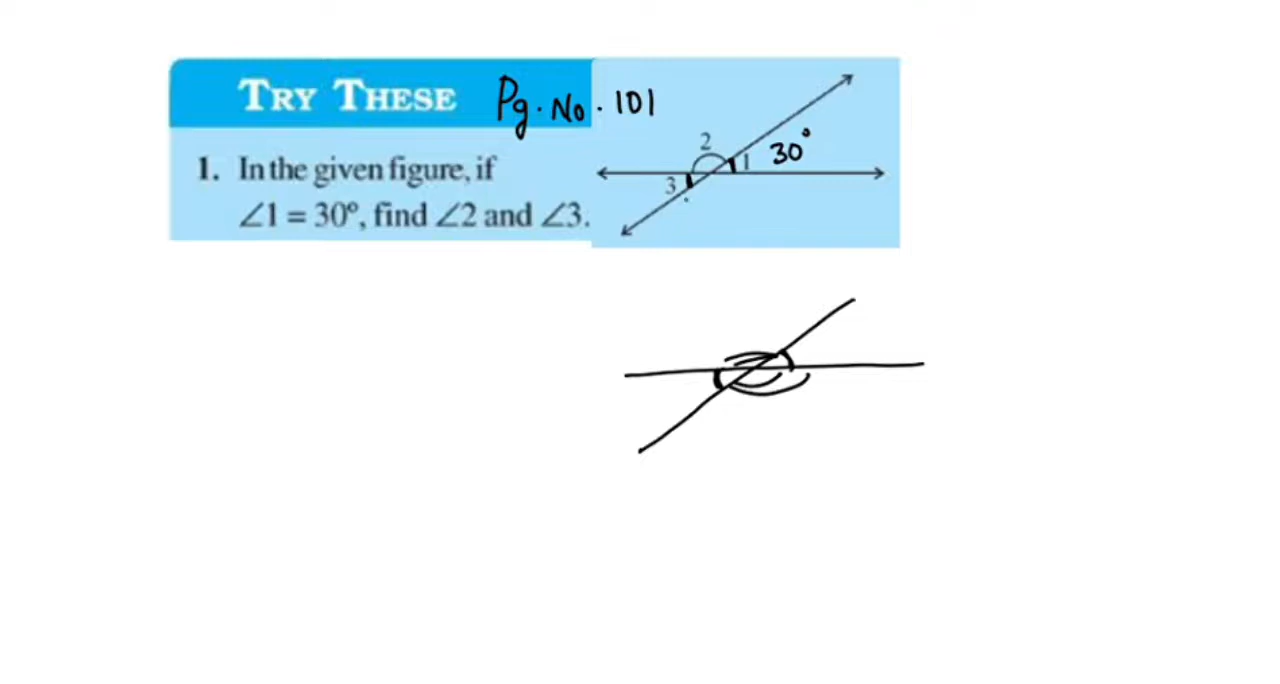 TRY THESE Pg. No. 101
1. In the given figure, if
∠1 = 30º, find ∠2 and ∠3.
2
1 30°
3